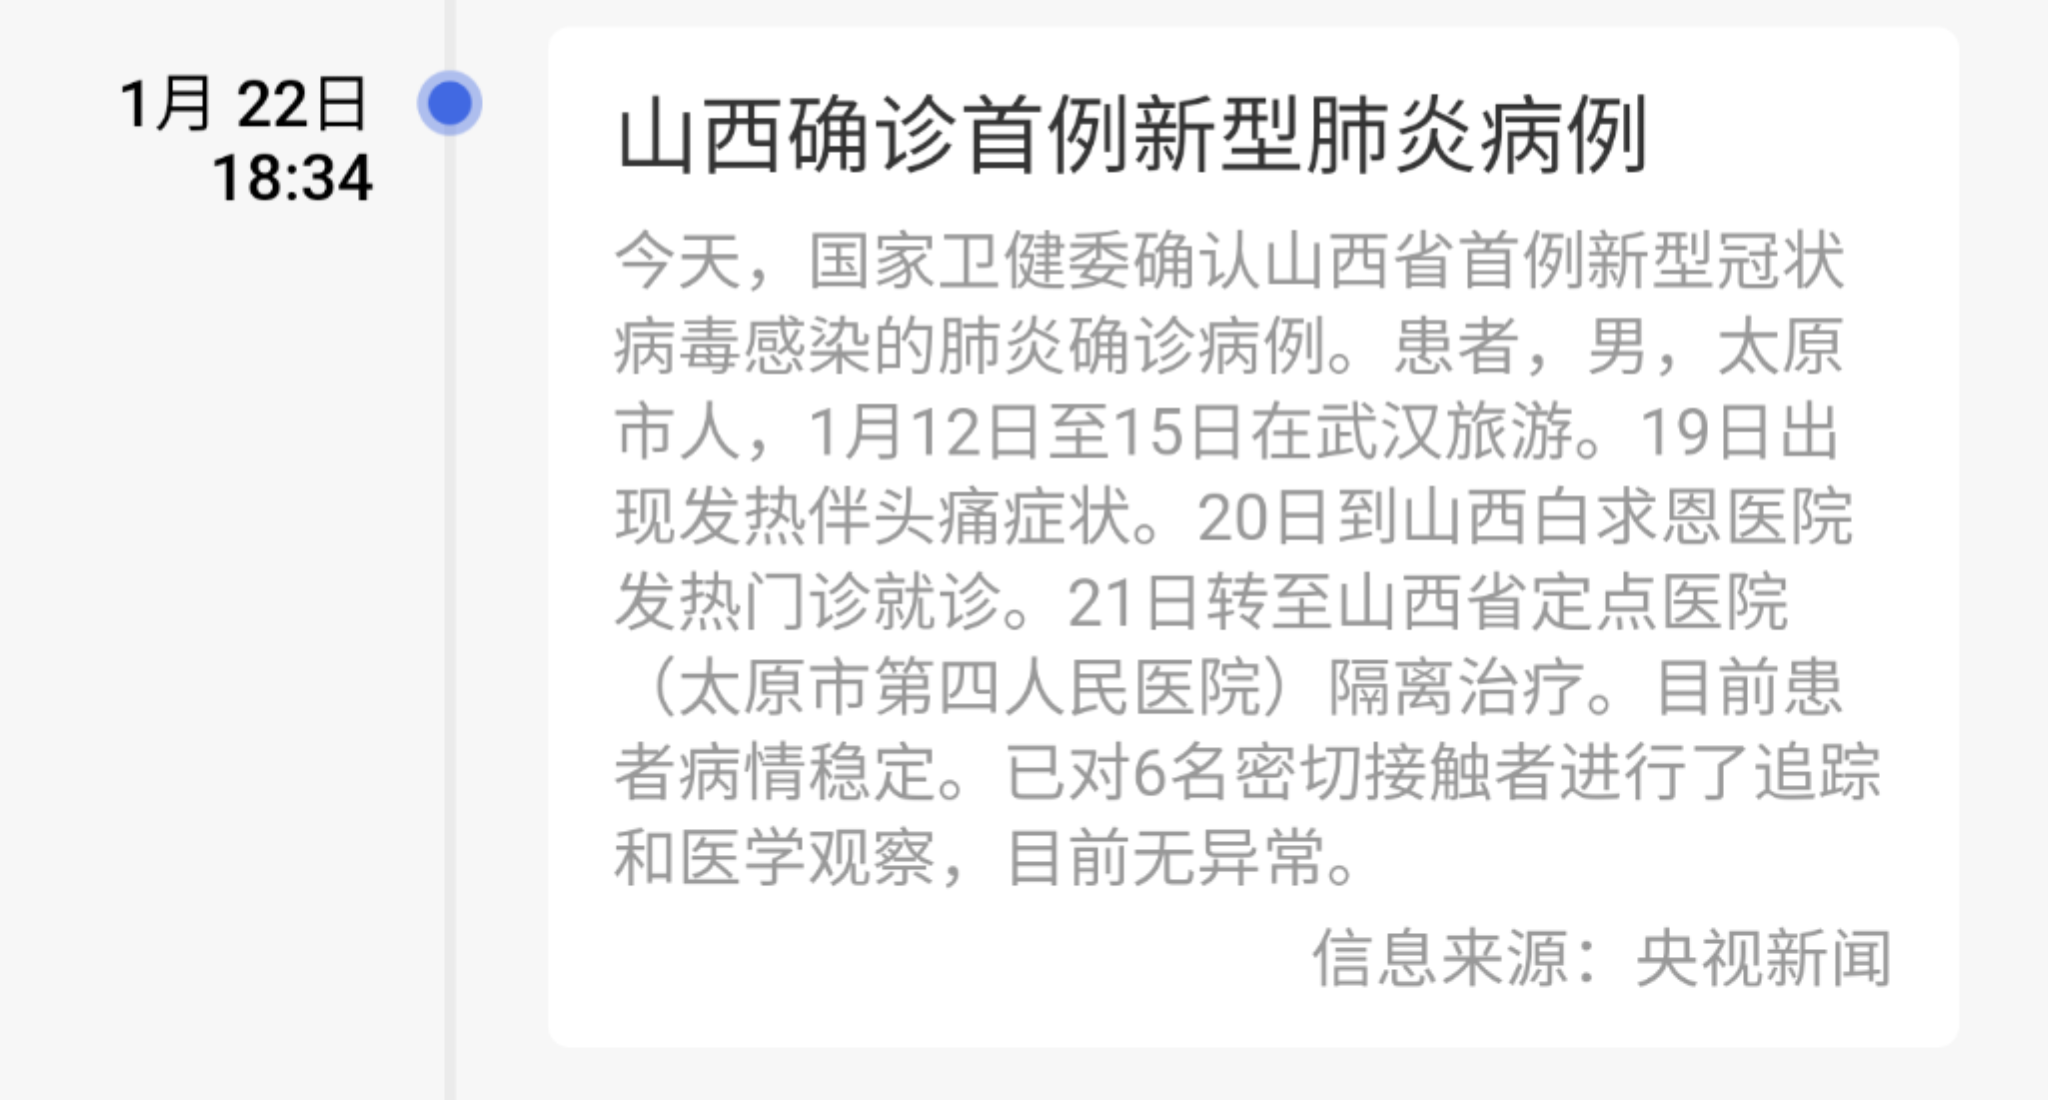 1月 22日
18:34
山西确诊首例新型肺炎病例
今天，国家卫健委确认山西省首例新型冠状
病毒感染的肺炎确诊病例。患者，男，太原
市人，1月12日至15日在武汉旅游。19日出
现发热伴头痛症状。20日到山西白求恩医院
发热门诊就诊。21日转至山西省定点医院
（太原市第四人民医院）隔离治疗。目前患
者病情稳定。已对6名密切接触者进行了追踪
和医学观察，目前无异常。
信息来源：央视新闻